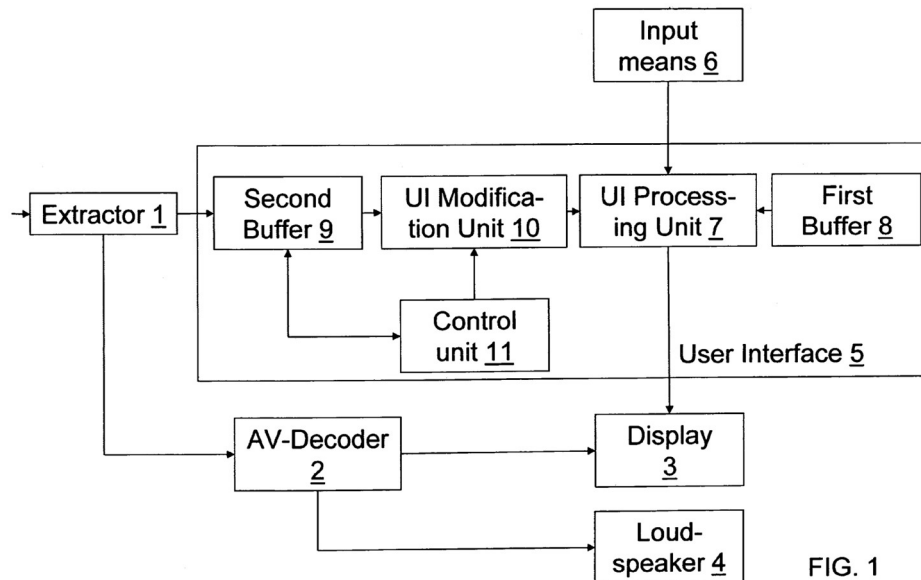 Input
means 6
Extractor 1
Second
Buffer 9
UI Modifica-
tion Unit 10
UI Process-
ing Unit 7
First
Buffer 8
Control
unit 11
User Interface 5
AV-Decoder
2
Display
3
Loud-
speaker 4
FIG. 1